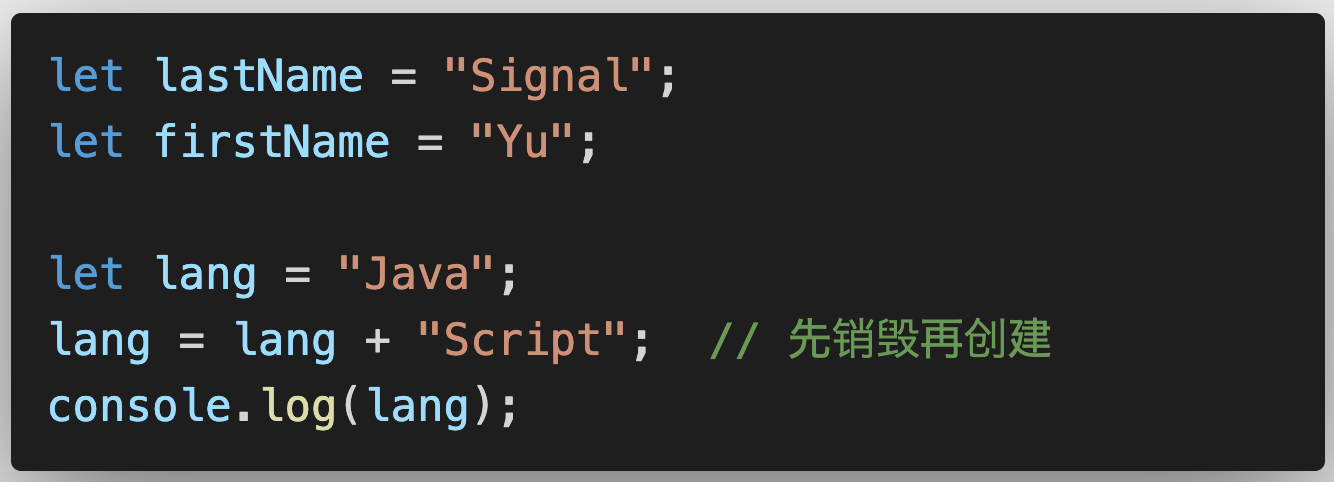 let lastName = "Signal";
let firstName = "Yu";
let lang = "Java";
lang = lang + "Script";  // 先销毁再创建
console.log(lang);